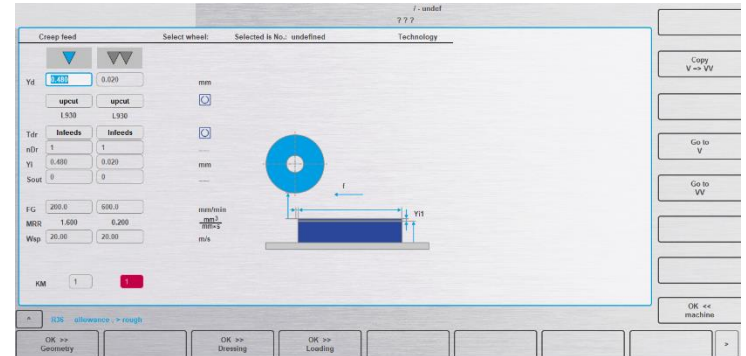 / - undef
? ? ?
Creep feed Select wheel: Selected is No.: undefined Technology
Yd 0.480 0.020 mm
upcut upcut
L930 L930
Tdr Infeeds Infeeds
nDr 1 1 ----
Yi 0.480 0.020 mm
Sout 0 0 ----
FG 200.0 600.0 mm/min
MRR 1.600 0.200 mm3
mm*s
Wsp 20.00 20.00 m/s
KM 1 1
f
Yi1
Copy
V => VV
Go to
V
Go to
VV
OK <<
machine
^ R36 allowance , + rough
OK >>
Geometry
OK >>
Dressing
OK >>
Loading
>